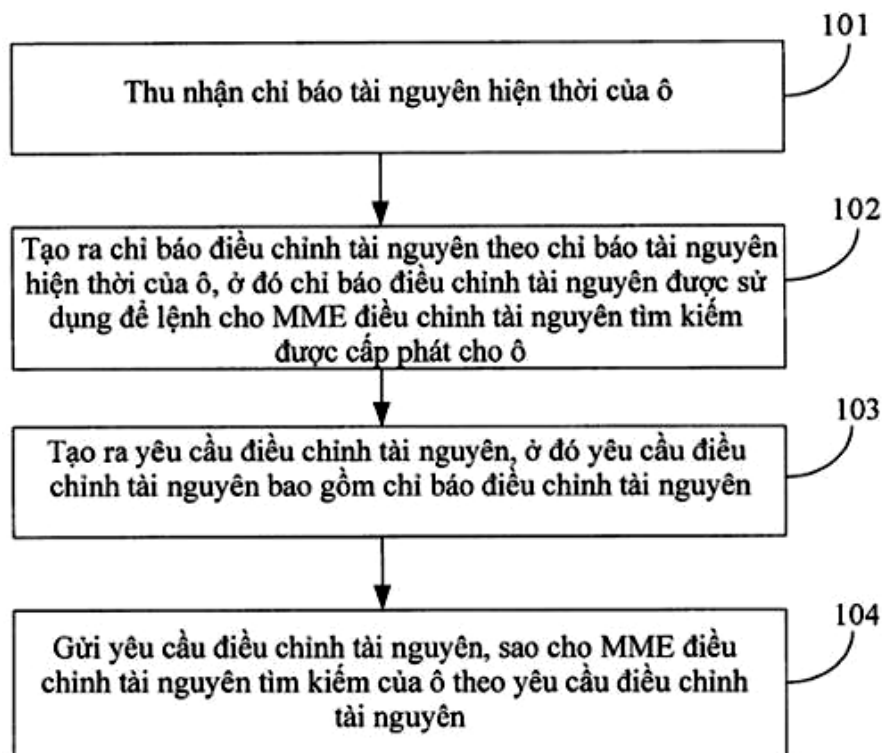 101
Thu nhận chỉ báo tài nguyên hiện thời của ô
102
Tạo ra chỉ báo điều chỉnh tài nguyên theo chỉ báo tài nguyên
hiện thời của ô, ở đó chỉ báo điều chỉnh tài nguyên được sử
dụng để lệnh cho MME điều chỉnh tài nguyên tìm kiếm
được cấp phát cho ô
103
Tạo ra yêu cầu điều chỉnh tài nguyên, ở đó yêu cầu điều
chỉnh tài nguyên bao gồm chỉ báo điều chỉnh tài nguyên
104
Gửi yêu cầu điều chỉnh tài nguyên, sao cho MME điều
chỉnh tài nguyên tìm kiếm của ô theo yêu cầu điều chỉnh
tài nguyên